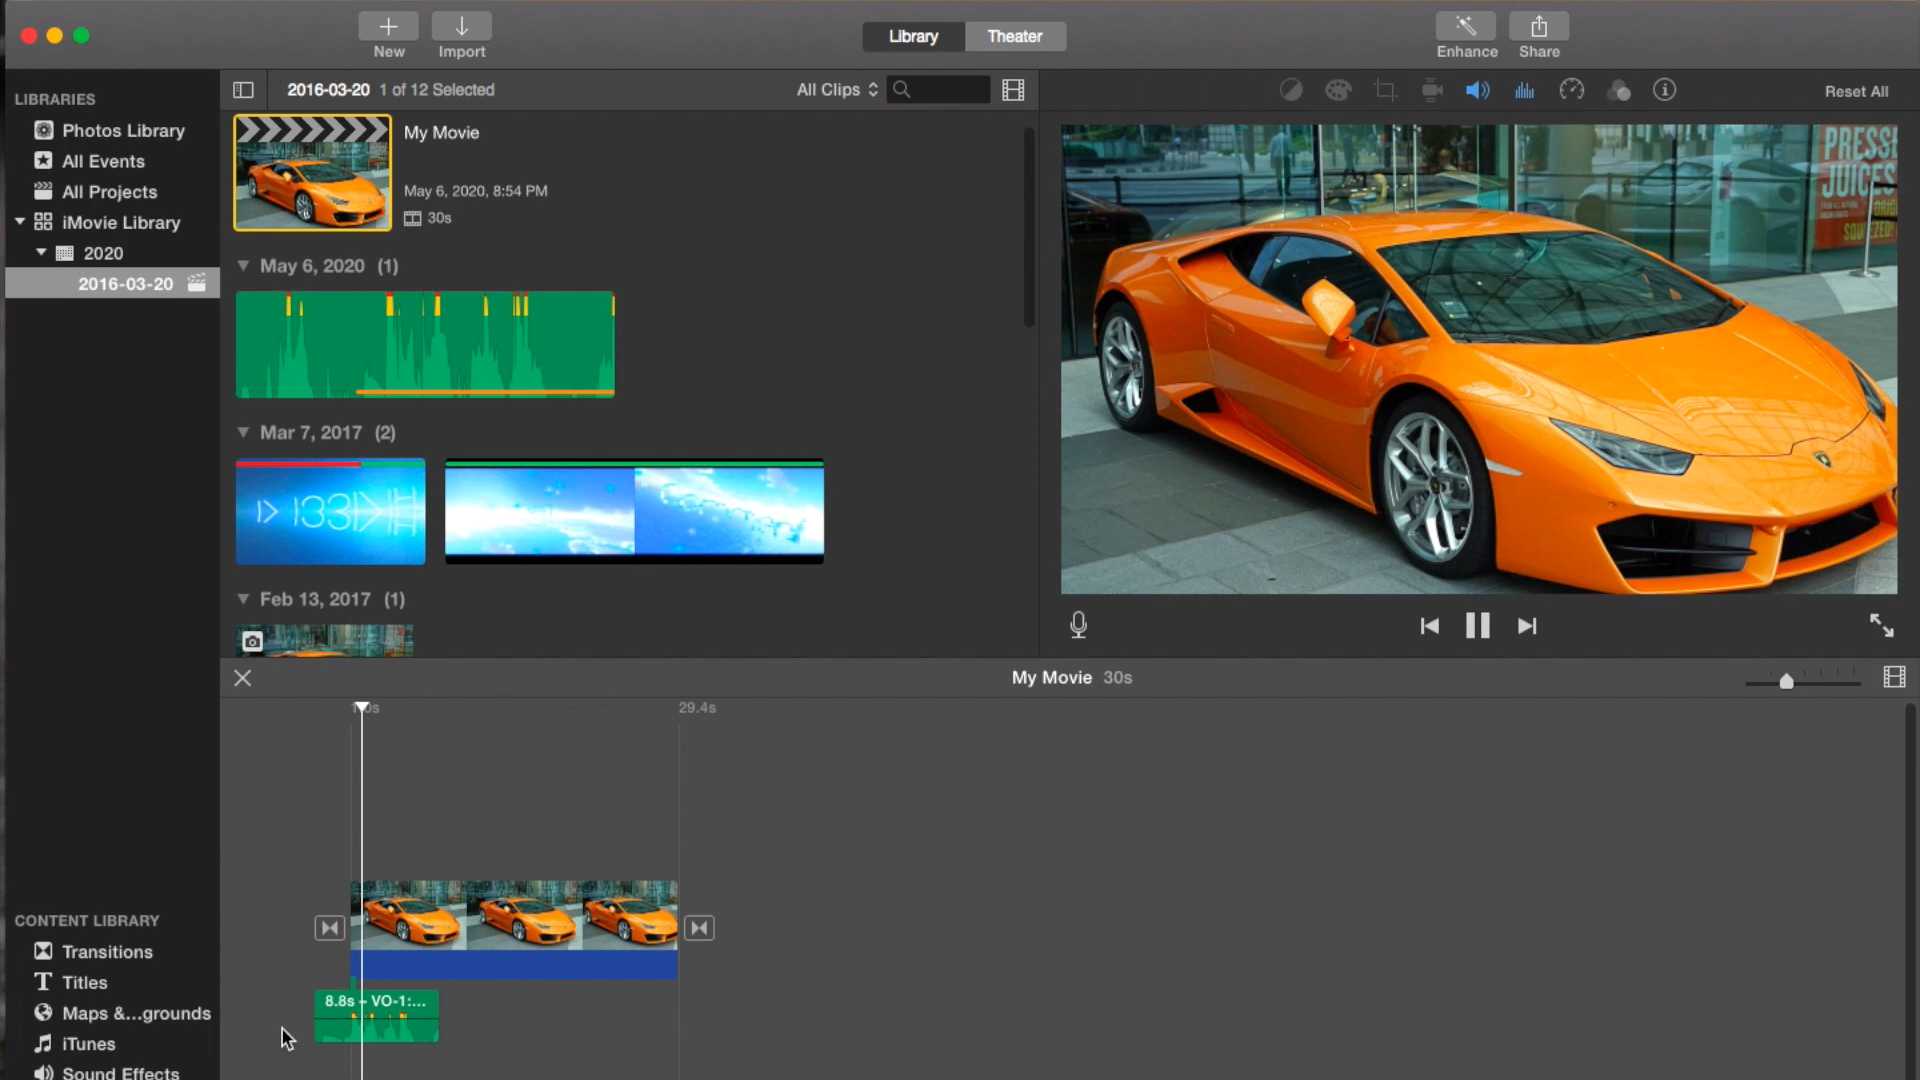 Library
Theater
New
Import
Enhance
Share
LIBRARIES
Photos Library
All Events
All Projects
iMovie Library
2020
2016-03-20
2016-03-20 1 of 12 Selected
All Clips
Reset All
My Movie
May 6, 2020, 8:54 PM
30s
May 6, 2020 (1)
Mar 7, 2017 (2)
Feb 13, 2017 (1)
PRESSE
JUICES
My Movie 30s
29.4s
8.8s - VO-1:...
CONTENT LIBRARY
Transitions
Titles
Maps &...grounds
iTunes
Sound Effects